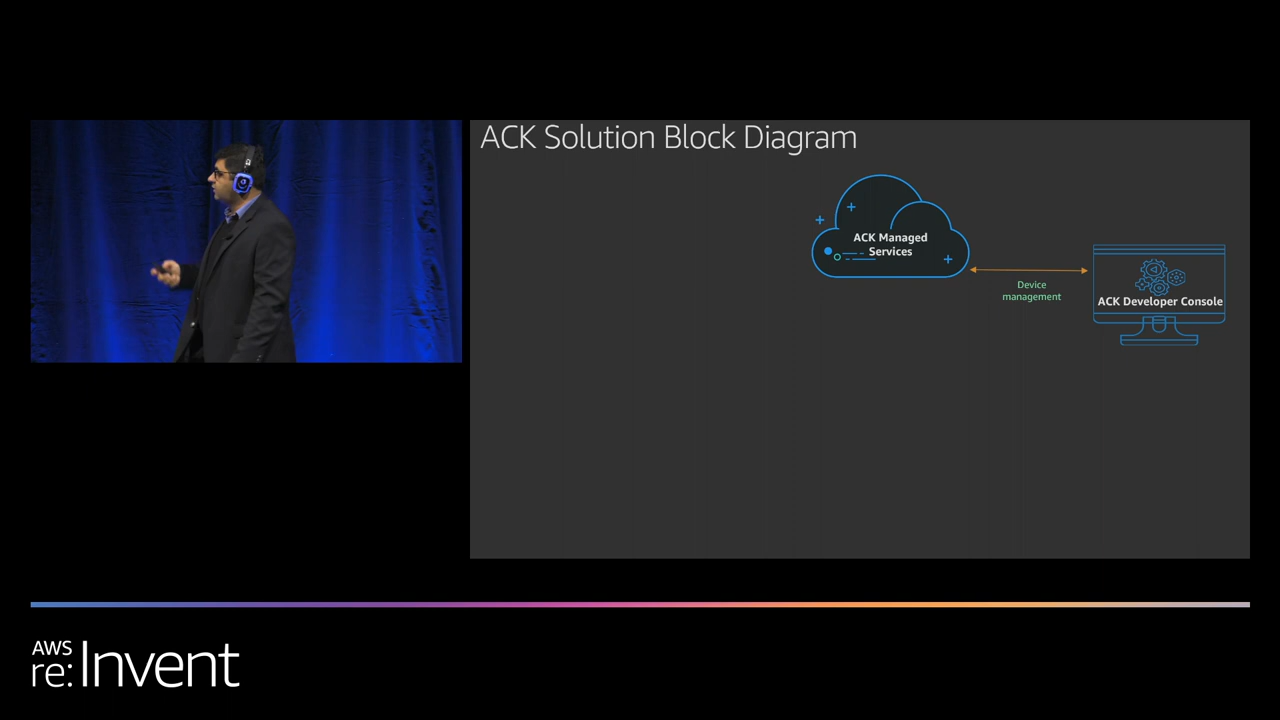 ACK Solution Block Diagram
ACK Managed
Services
Device
management
ACK Developer Console
AWS
re:Invent